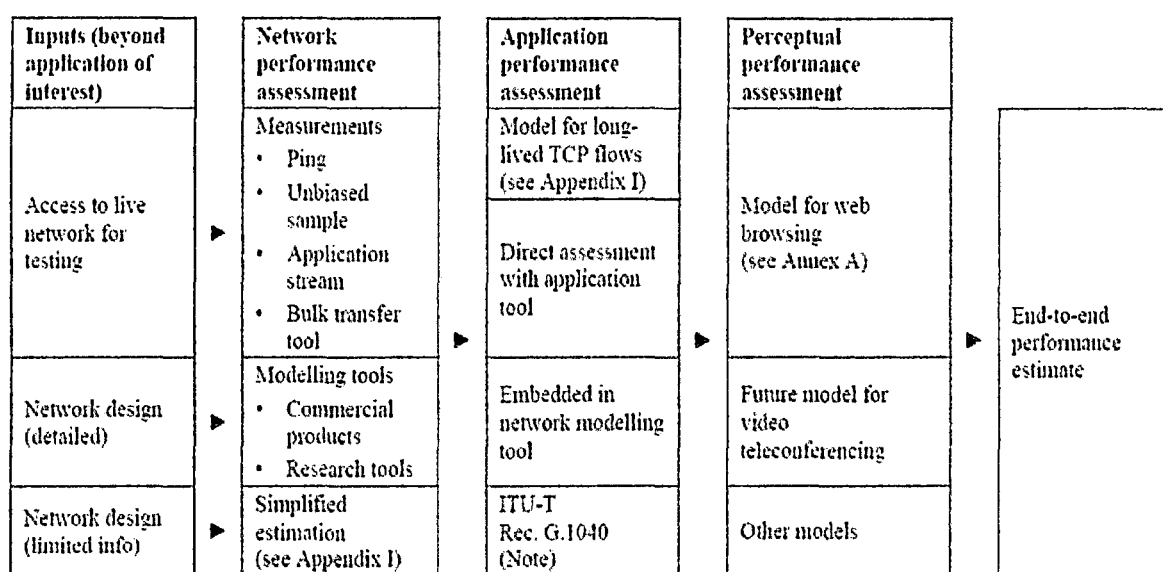 Inputs (beyond
application of
interest)
Network
performance
assessment
Application
performance
assessment
Perceptual
performance
assessment
Access to live
network for
testing
Measurements
• Ping
• Unbiased
sample
• Application
stream
• Bulk transfer
tool
Model for long-
lived TCP flows
(see Appendix I)
Direct assessment
with application
tool
Model for web
browsing
(see Annex A)
End-to-end
performance
estimate
Network design
(detailed)
Modelling tools
• Commercial
products
• Research tools
Embedded in
network modelling
tool
Future model for
video
teleconferencing
Network design
(limited info)
Simplified
estimation
(see Appendix I)
ITU-T
Rec. G.1040
(Note)
Other models